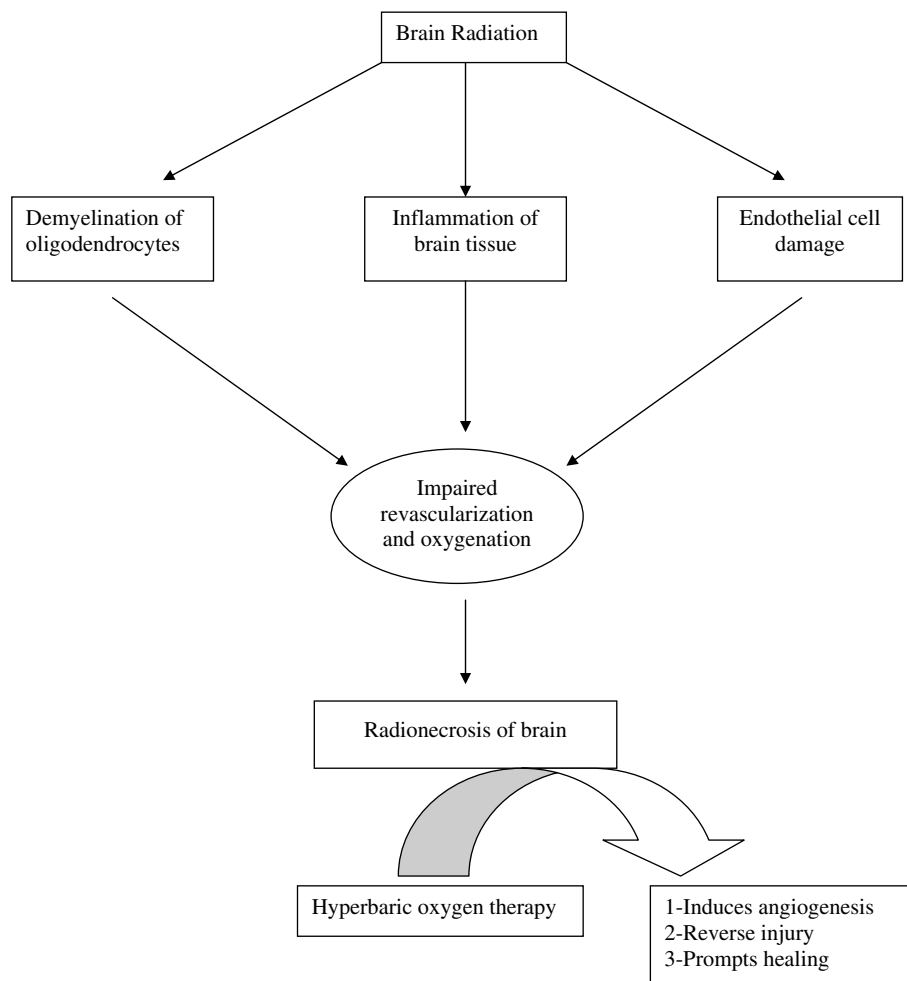 Brain Radiation
Demyelination of
oligodendrocytes
Inflammation of
brain tissue
Endothelial cell
damage
Impaired
revascularization
and oxygenation
Radionecrosis of brain
Hyperbaric oxygen therapy
1-Induces angiogenesis
2-Reverse injury
3-Prompts healing